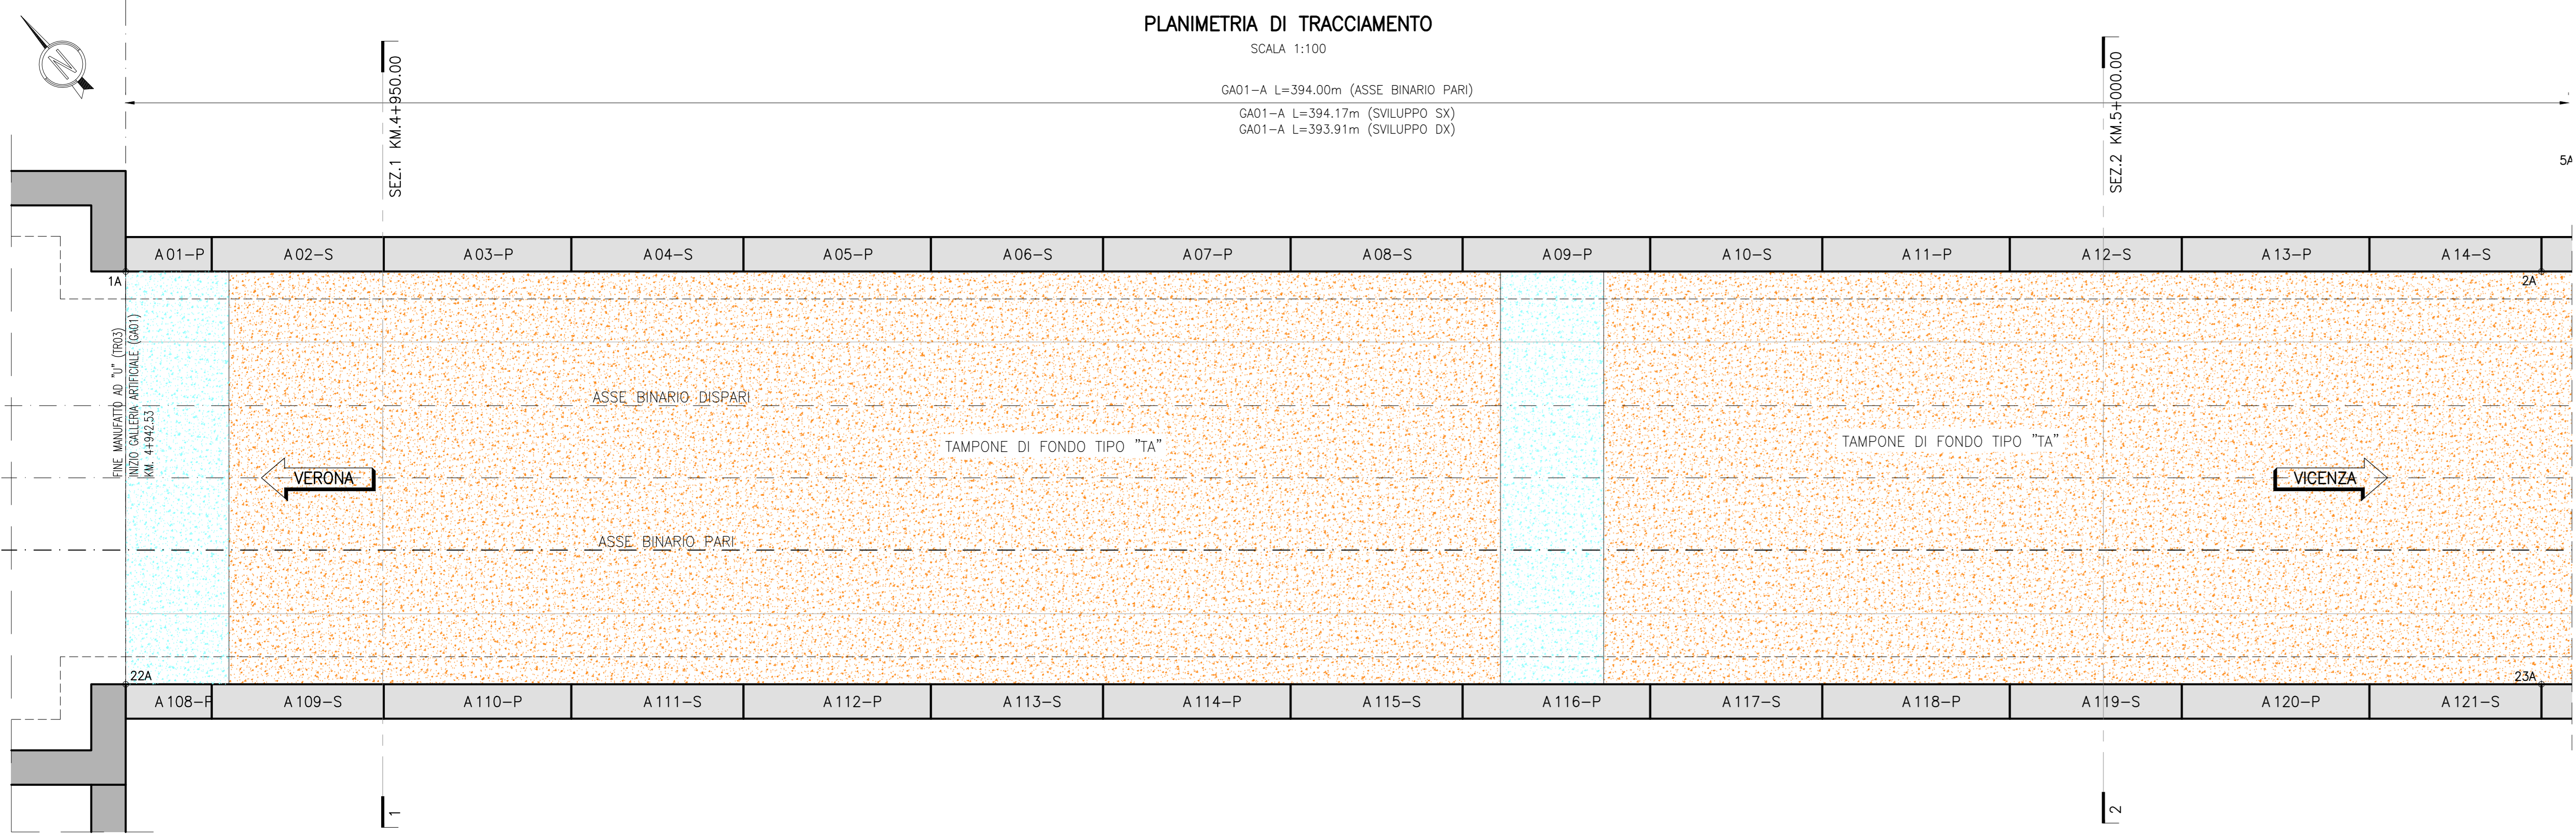 PLANIMETRIA DI TRACCIAMENTO
SCALA 1:100
N
GA01-A L=394.00m (ASSE BINARIO PARI)
GA01-A L=394.17m (SVILUPPO SX)
GA01-A L=393.91m (SVILUPPO DX)
SEZ.1 KM.4+950.00
SEZ.2 KM.5+000.00
5A
A01-P A02-S A03-P A04-S A05-P A06-S A07-P A08-S A09-P A10-S A11-P A12-S A13-P A14-S
1A
2A
FINE MANUFATTO AD "U" (TR03)
INIZIO GALLERIA ARTIFICIALE (GA01)
KM. 4+942.53
ASSE BINARIO DISPARI
TAMPONE DI FONDO TIPO "TA"
TAMPONE DI FONDO TIPO "TA"
VERONA
VICENZA
ASSE BINARIO PARI
22A
23A
A108-P A109-S A110-P A111-S A112-P A113-S A114-P A115-S A116-P A117-S A118-P A119-S A120-P A121-S
1
2